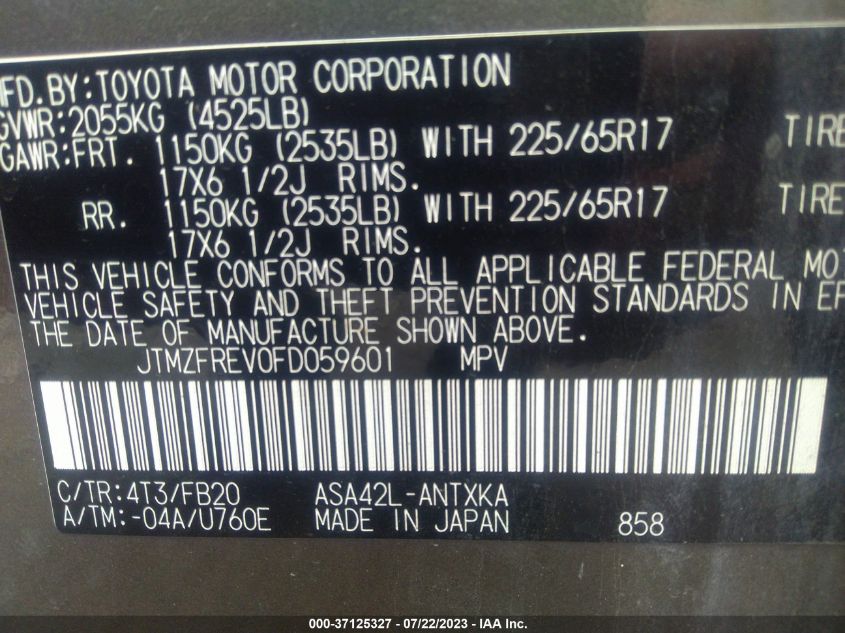 MFD.BY:TOYOTA MOTOR CORPORATION
GVWR:2055KG (4525LB)
GAWR:FRT. 1150KG (2535LB) WITH 225/65R17 TIRE
17X6 1/2J RIMS.
RR. 1150KG (2535LB) WITH 225/65R17 TIRE
17X6 1/2J RIMS.
THIS VEHICLE CONFORMS TO ALL APPLICABLE FEDERAL MOT
VEHICLE SAFETY AND THEFT PREVENTION STANDARDS IN EF
THE DATE OF MANUFACTURE SHOWN ABOVE.
JTMZFREV0FD059601 MPV
C/TR:4T3/FB20 ASA42L-ANTXKA
A/TM:-04A/U760E MADE IN JAPAN 858
000-37125327 - 07/22/2023 - IAA Inc.